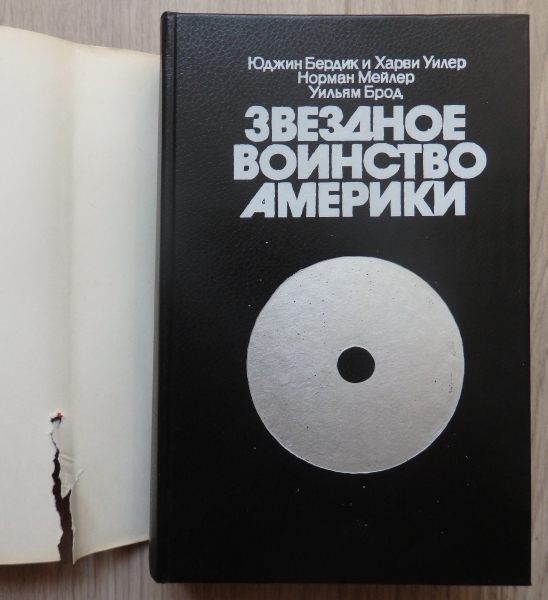 Юджин Бердик и Харви Уилер
Норман Мейлер
Уильям Брод
ЗВЕЗДНОЕ
ВОИНСТВО
АМЕРИКИ